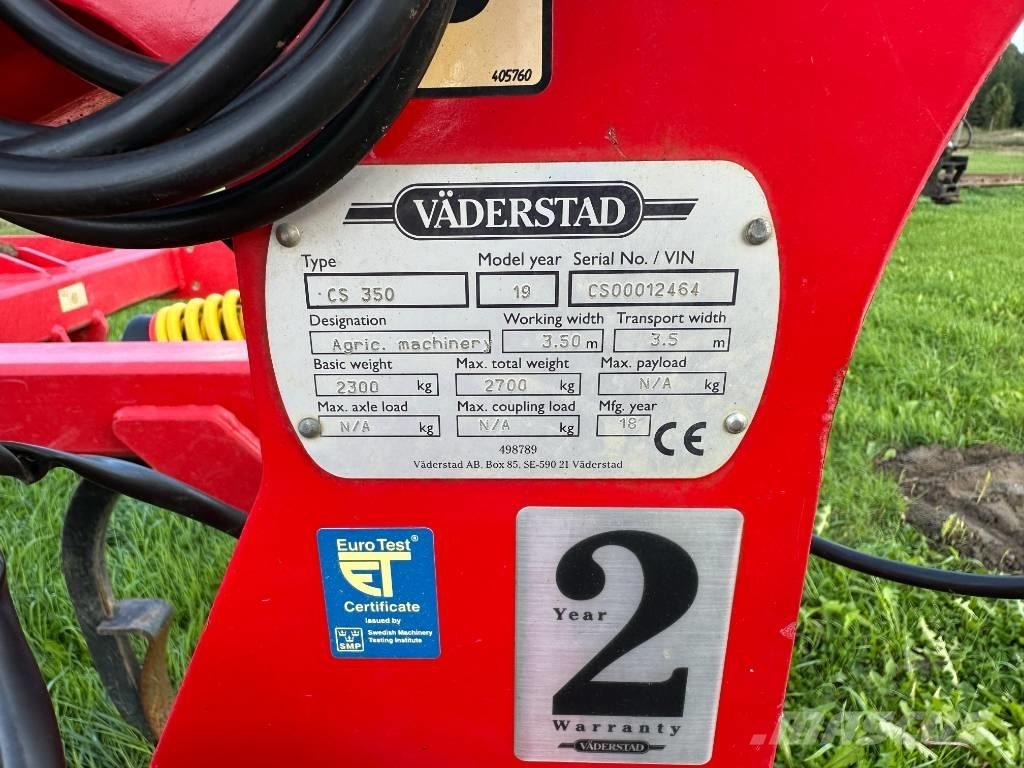 405760
VÄDERSTAD
Type Model year Serial No. / VIN
CS 350 19 CS00012464
Designation Working width Transport width
Agric. machinery 3.50 m 3.5 m
Basic weight Max. total weight Max. payload
2300 kg 2700 kg N/A kg
Max. axle load Max. coupling load Mfg. year
N/A kg N/A kg 18 CE
498789
Väderstad AB, Box 85, SE-590 21 Väderstad
Euro Test®
ET
Certificate
issued by
SMP Swedish Machinery
Testing Institute
2
Year
Warranty
VÄDERSTAD
MASCUS